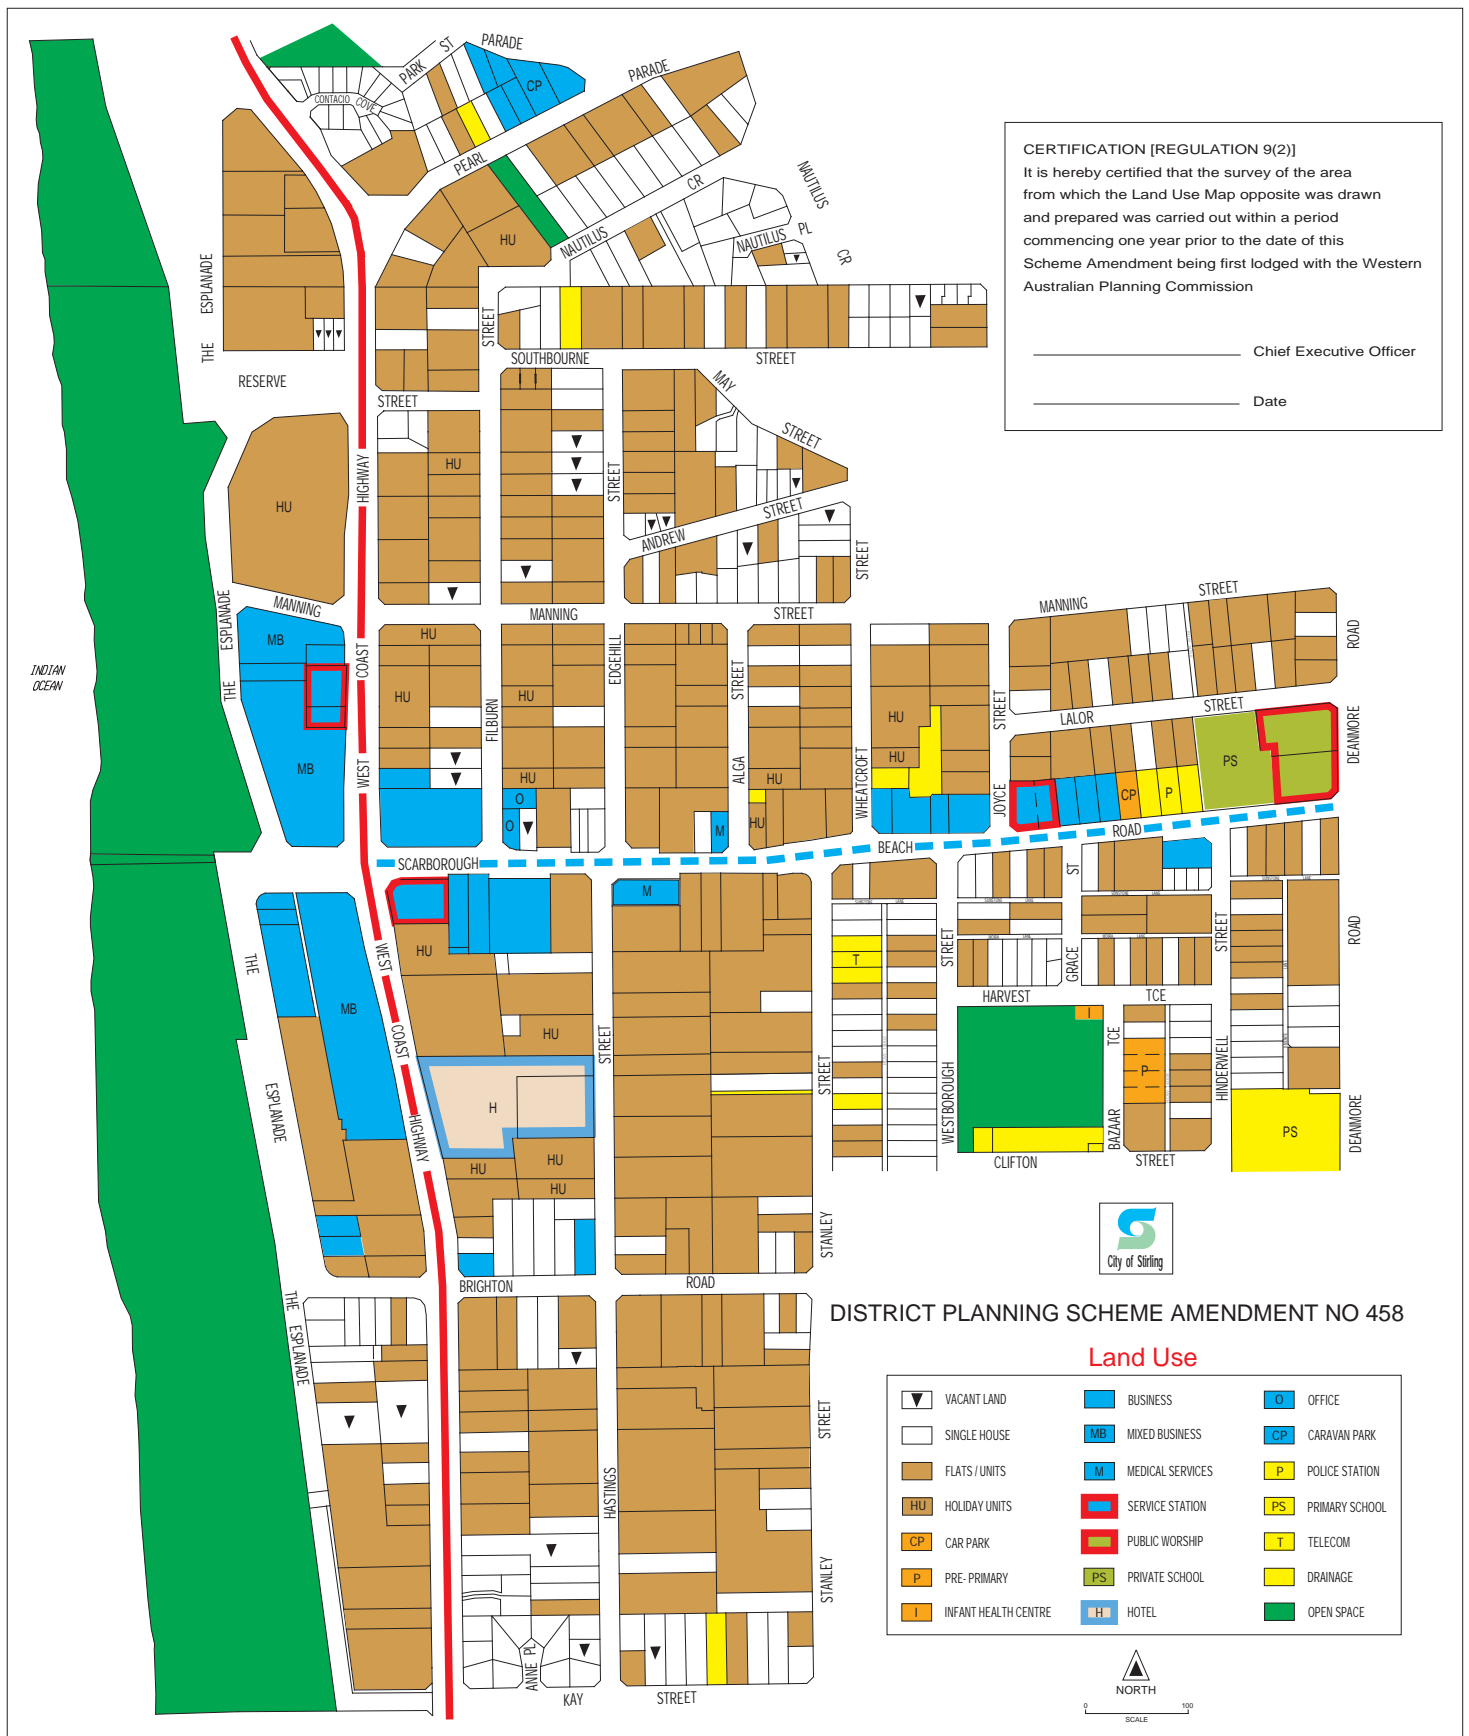 PARK
ST
PARADE
CP
CONTACIO
COVE
PEARL
PARADE
NAUTILUS
CR
NAUTILUS
PL
NAUTILUS
CR
HU
CERTIFICATION [REGULATION 9(2)]
It is hereby certified that the survey of the area
from which the Land Use Map opposite was drawn
and prepared was carried out within a period
commencing one year prior to the date of this
Scheme Amendment being first lodged with the Western
Australian Planning Commission
Chief Executive Officer
Date
THE
ESPLANADE
RESERVE
STREET
STREET
SOUTHBOURNE
STREET
MAY
STREET
HIGHWAY
HU
HU
STREET
ANDREW
STREET
STREET
MANNING
MANNING
STREET
MANNING
STREET
ROAD
INDIAN
OCEAN
THE
ESPLANADE
MB
MB
WEST
COAST
HU
HU
FILBURN
HU
HU
HU
EDGEHILL
STREET
ALGA
HU
HU
WHEATCROFT
HU
HU
STREET
JOYCE
LALOR
STREET
DEANMORE
PS
I
CP
P
O
O
M
SCARBOROUGH
BEACH
ROAD
HU
M
T
STREET
ST
GRACE
HARVEST
TCE
STREET
ROAD
THE
ESPLANADE
MB
WEST
COAST
HIGHWAY
HU
H
HU
HU
HU
STREET
STREET
WESTBOROUGH
I
TCE
BAZAAR
P
HINDERWELL
PS
DEANMORE
CLIFTON
STREET
STANLEY
BRIGHTON
ROAD
City of Stirling
THE
ESPLANADE
DISTRICT PLANNING SCHEME AMENDMENT NO 458
Land Use
VACANT LAND
SINGLE HOUSE
FLATS / UNITS
HU HOLIDAY UNITS
CP CAR PARK
P PRE- PRIMARY
I INFANT HEALTH CENTRE
BUSINESS
MB MIXED BUSINESS
M MEDICAL SERVICES
SERVICE STATION
PUBLIC WORSHIP
PS PRIVATE SCHOOL
H HOTEL
O OFFICE
CP CARAVAN PARK
P POLICE STATION
PS PRIMARY SCHOOL
T TELECOM
DRAINAGE
OPEN SPACE
STREET
HASTINGS
STANLEY
ANNE PL
KAY
STREET
NORTH
0 100
SCALE